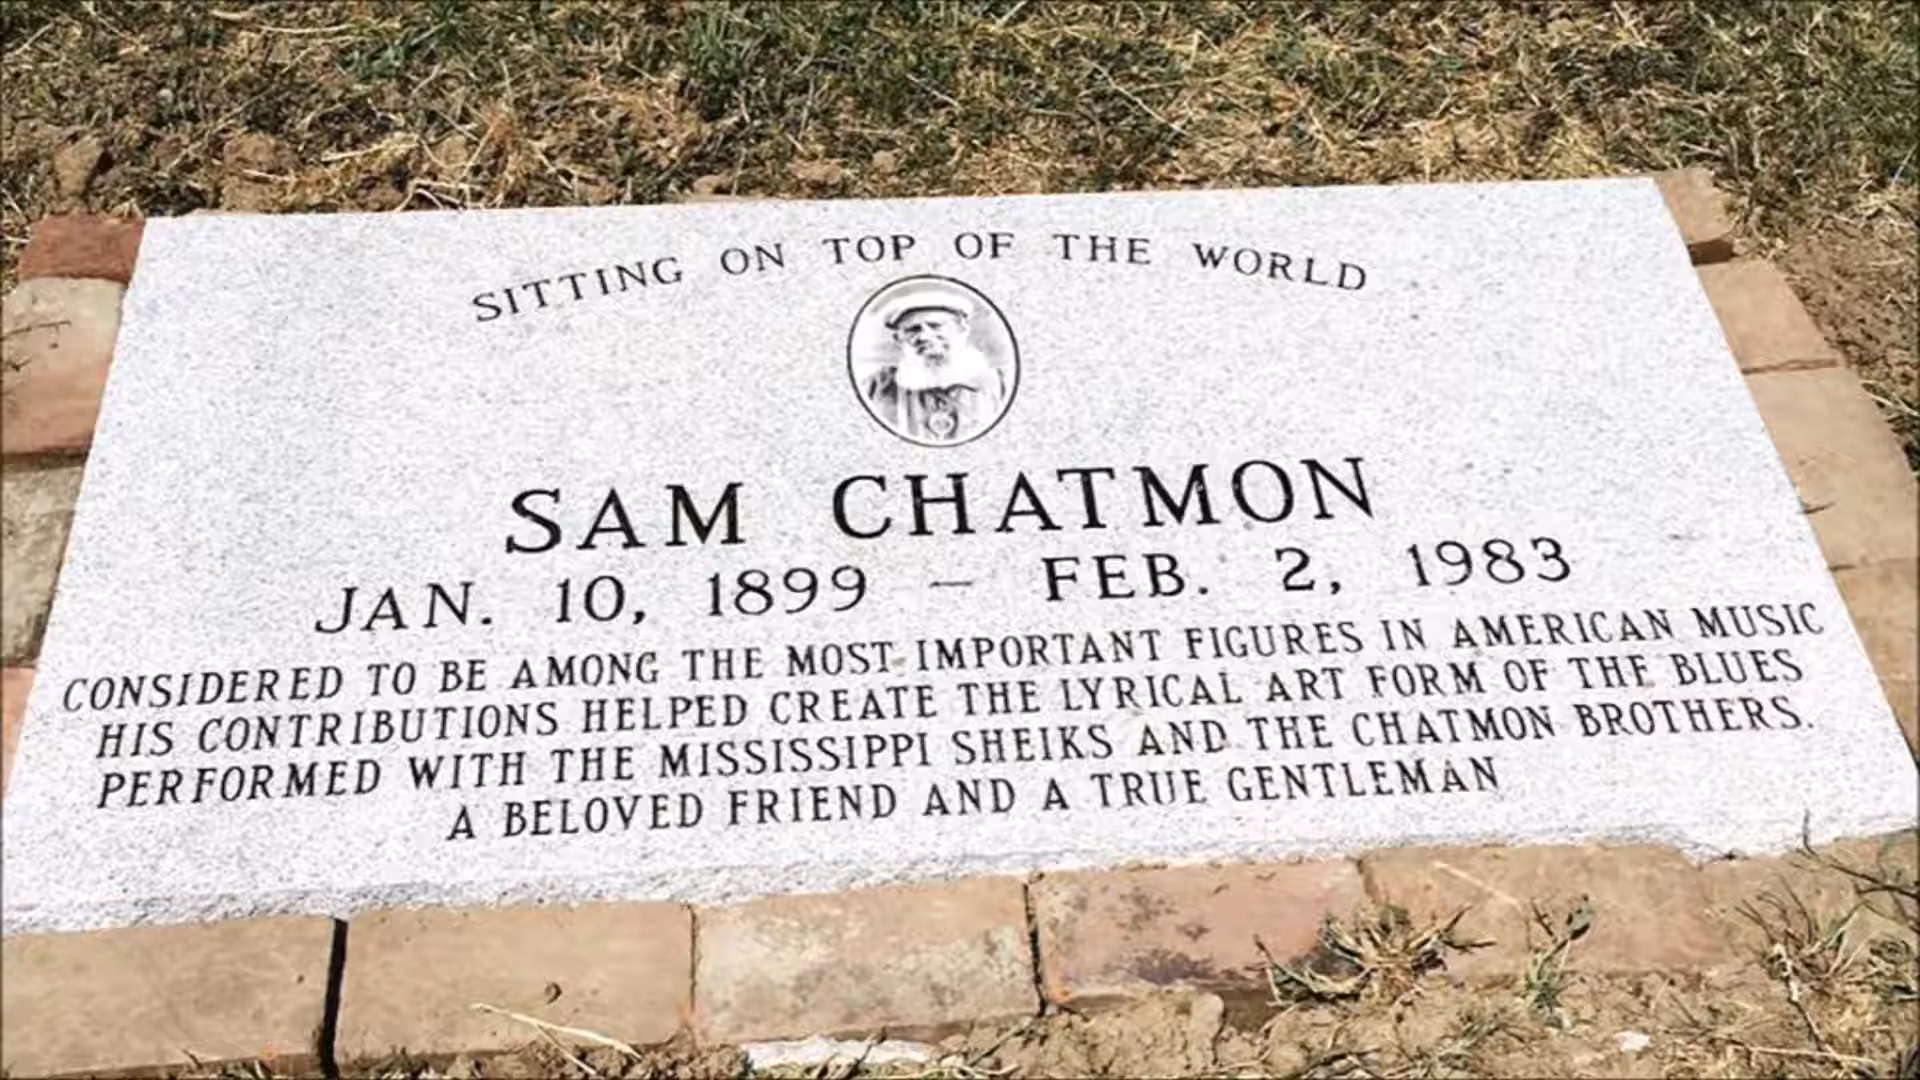 SITTING ON TOP OF THE WORLD
SAM CHATMON
JAN. 10, 1899 – FEB. 2, 1983
CONSIDERED TO BE AMONG THE MOST IMPORTANT FIGURES IN AMERICAN MUSIC
HIS CONTRIBUTIONS HELPED CREATE THE LYRICAL ART FORM OF THE BLUES
PERFORMED WITH THE MISSISSIPPI SHEIKS AND THE CHATMON BROTHERS.
A BELOVED FRIEND AND A TRUE GENTLEMAN